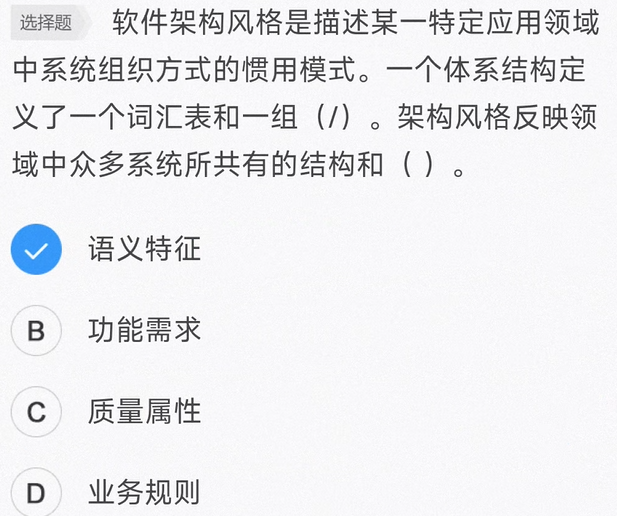 选择题 软件架构风格是描述某一特定应用领域
中系统组织方式的惯用模式。一个体系结构定
义了一个词汇表和一组（/）。架构风格反映领
域中众多系统所共有的结构和（ ）。
语义特征
B 功能需求
C 质量属性
D 业务规则